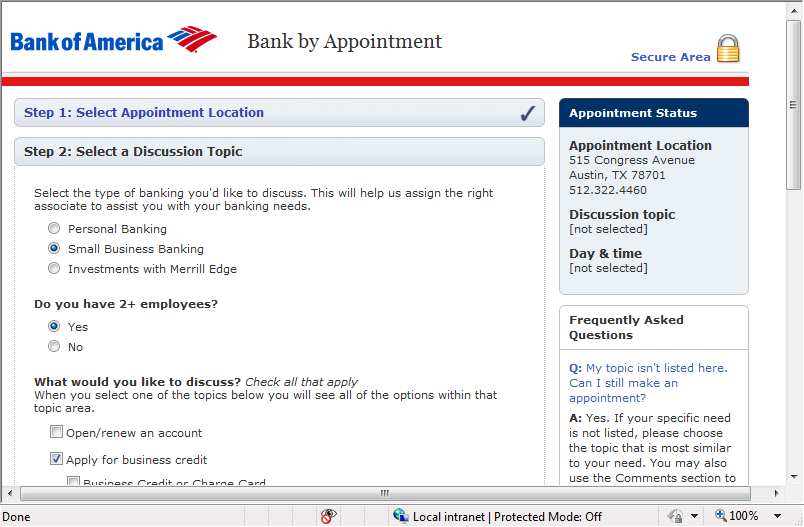 Bank of America
Bank by Appointment
Secure Area
Step 1: Select Appointment Location
Step 2: Select a Discussion Topic
Select the type of banking you'd like to discuss. This will help us assign the right
associate to assist you with your banking needs.
Personal Banking
Small Business Banking
Investments with Merrill Edge
Do you have 2+ employees?
Yes
No
What would you like to discuss? Check all that apply
When you select one of the topics below you will see all of the options within that
topic area.
Open/renew an account
Apply for business credit
Business Credit or Charge Card
Appointment Status
Appointment Location
515 Congress Avenue
Austin, TX 78701
512.322.4460
Discussion topic
[not selected]
Day & time
[not selected]
Frequently Asked
Questions
Q: My topic isn't listed here.
Can I still make an
appointment?
A: Yes. If your specific need
is not listed, please choose
the topic that is most similar
to your need. You may also
use the Comments section to
Done
Local intranet | Protected Mode: Off
100%